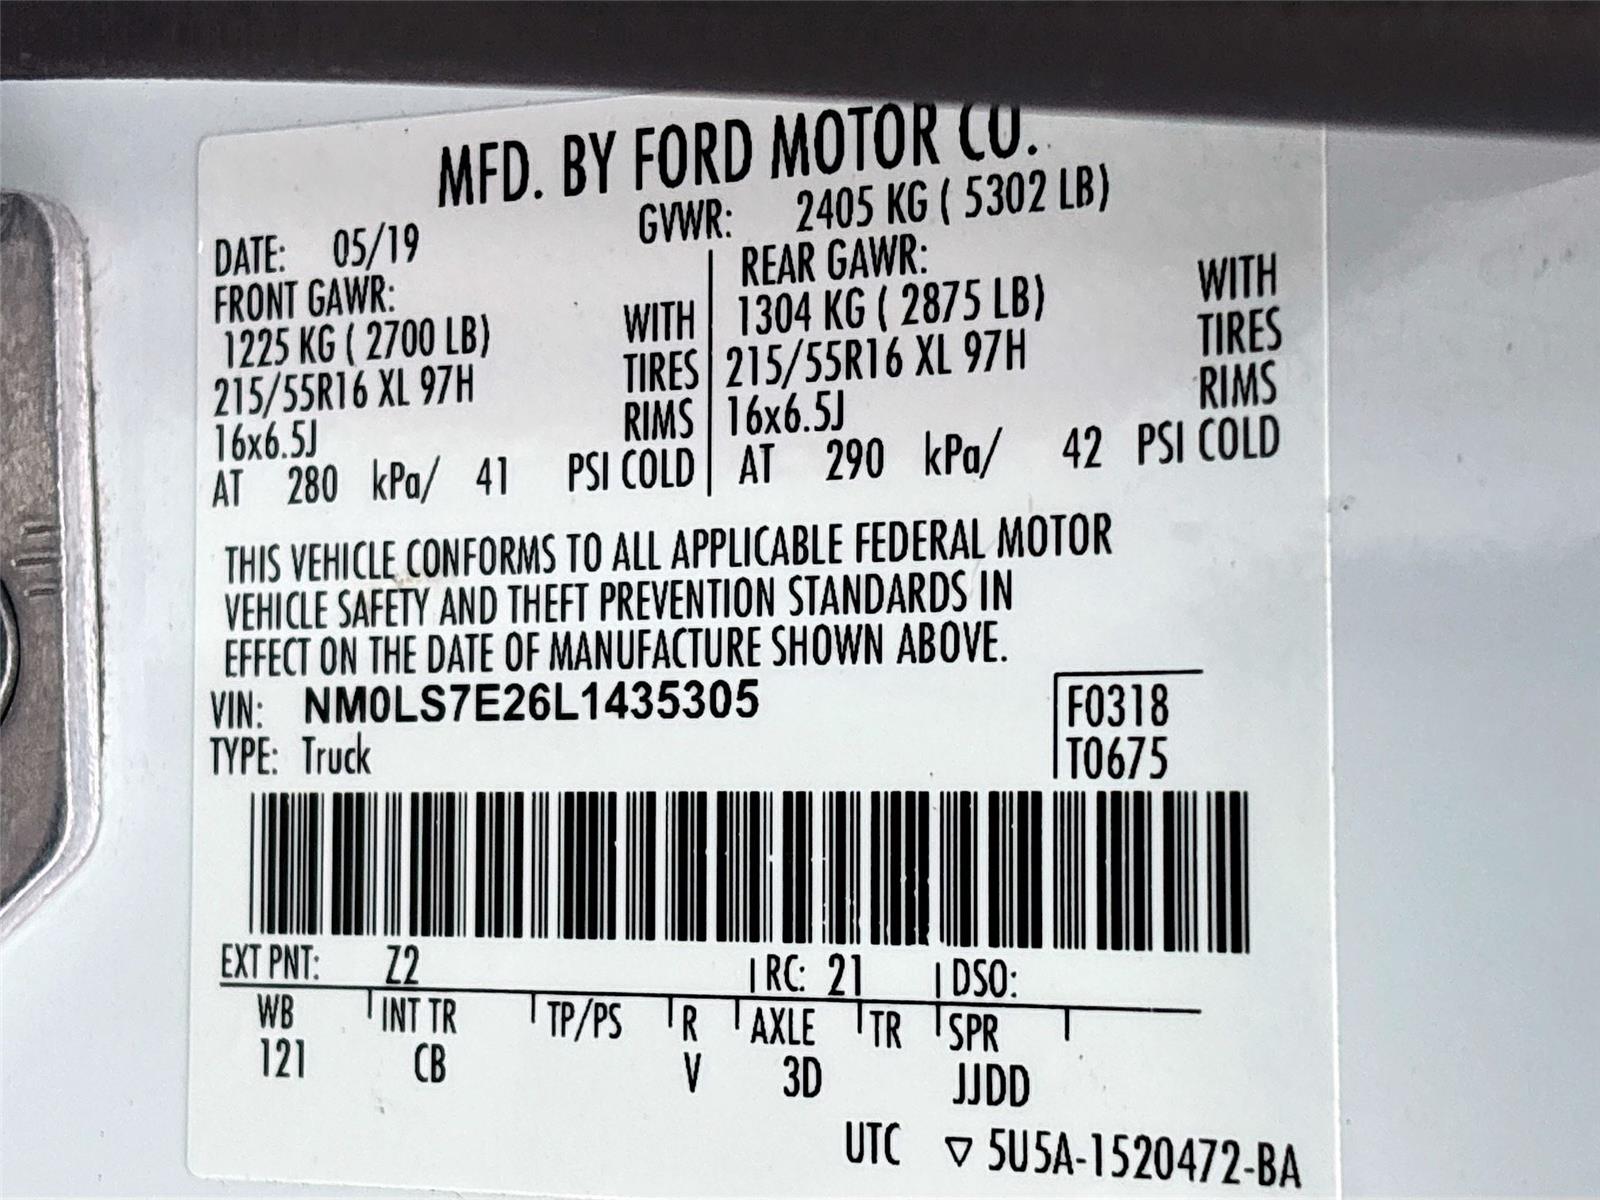 MFD. BY FORD MOTOR CO.
DATE: 05/19 GVWR: 2405 KG ( 5302 LB)
FRONT GAWR: REAR GAWR:
1225 KG ( 2700 LB) WITH 1304 KG ( 2875 LB) WITH
215/55R16 XL 97H TIRES 215/55R16 XL 97H TIRES
16x6.5J RIMS 16x6.5J RIMS
AT 280 kPa/ 41 PSI COLD AT 290 kPa/ 42 PSI COLD
THIS VEHICLE CONFORMS TO ALL APPLICABLE FEDERAL MOTOR
VEHICLE SAFETY AND THEFT PREVENTION STANDARDS IN
EFFECT ON THE DATE OF MANUFACTURE SHOWN ABOVE.
VIN: NM0LS7E26L1435305 F0318
TYPE: Truck T0675
EXT PNT: Z2 RC: 21 DSO:
WB INT TR TP/PS R AXLE TR SPR
121 CB V 3D JJDD
UTC ▽ 5U5A-1520472-BA